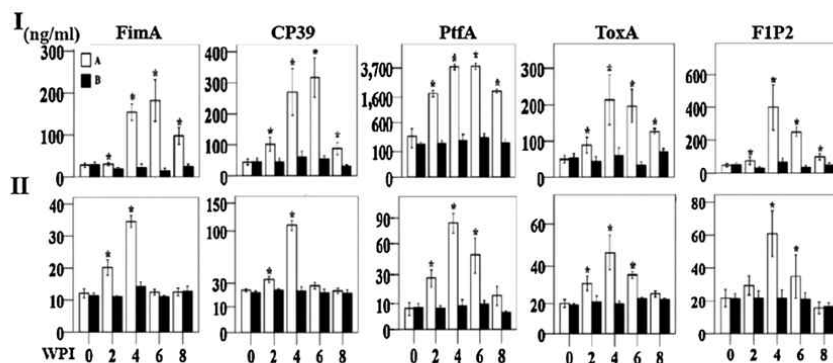 I
(ng/ml)
FimA CP39 PtfA ToxA F1P2
300 200 100 0
A
B
* * * *
400 300 200 100 0
* * * *
3,700 1,600 600 300 0
* * * *
300 200 100 0
* * * *
600 400 200 0
* * * *
II
40 30 20 10 0
* *
150 100 30 10 0
* *
90 60 30 10 0
* * *
60 40 20 0
* * *
80 60 40 20 0
* *
WPI 0 2 4 6 8 0 2 4 6 8 0 2 4 6 8 0 2 4 6 8 0 2 4 6 8